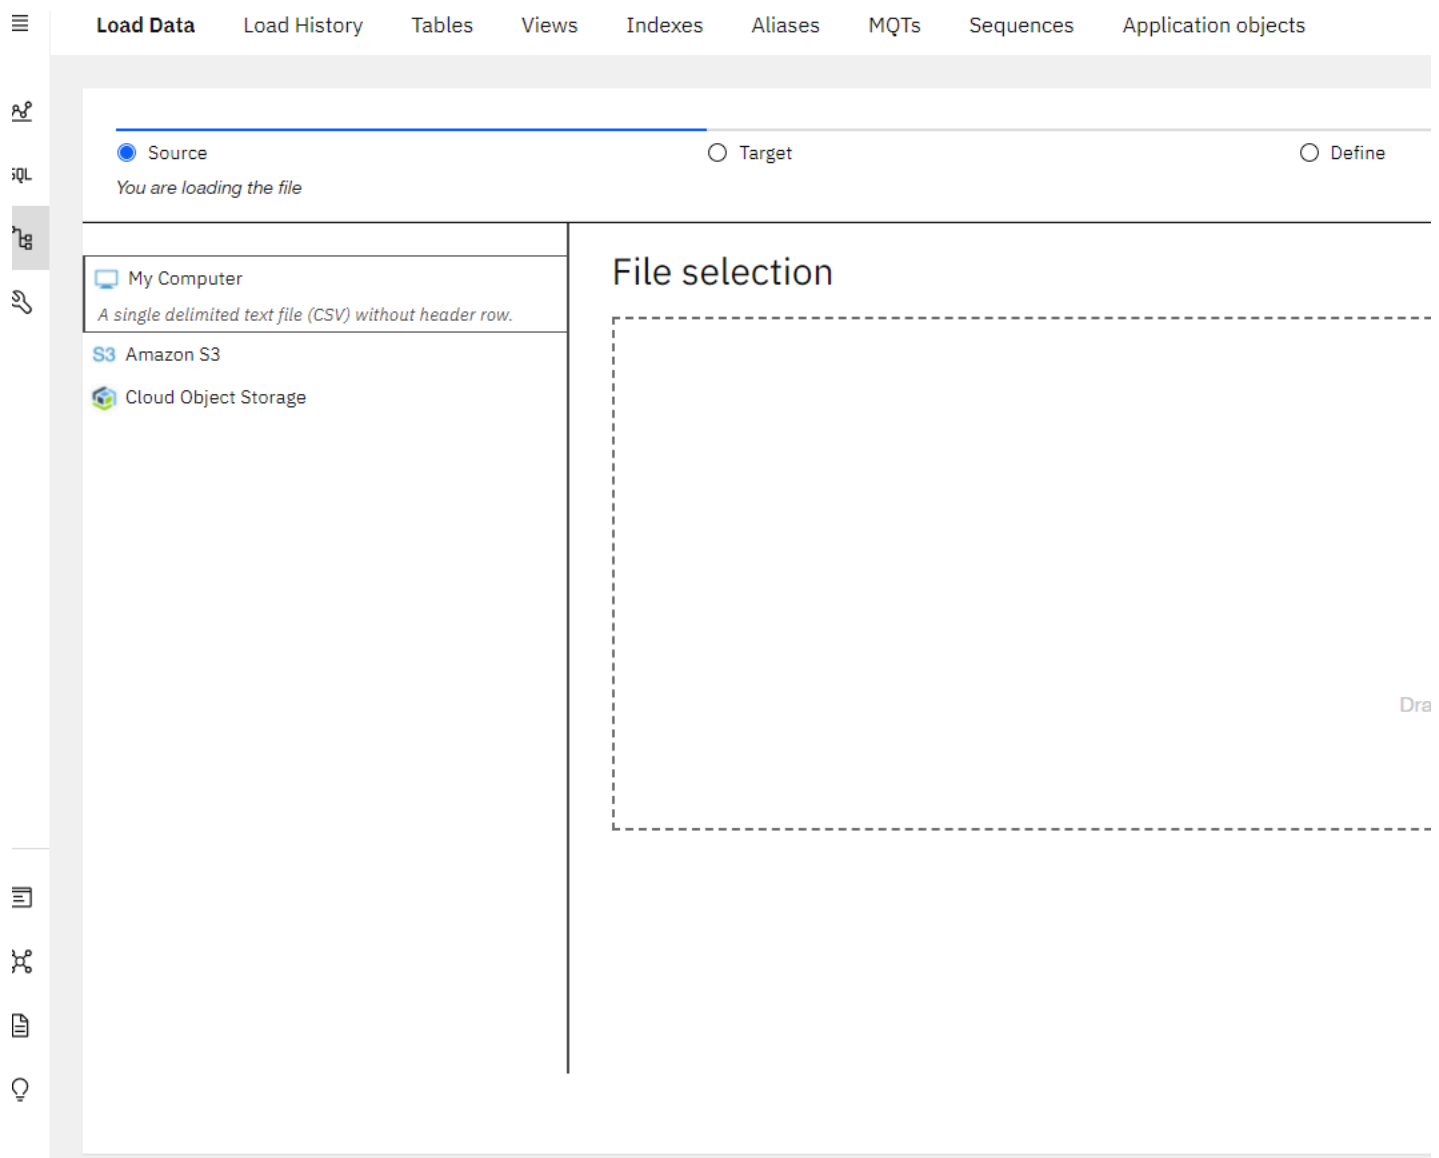 Load Data Load History Tables Views Indexes Aliases MQTs Sequences Application objects
Source Target Define
You are loading the file
SQL
My Computer
A single delimited text file (CSV) without header row.
S3 Amazon S3
Cloud Object Storage
File selection
Dra